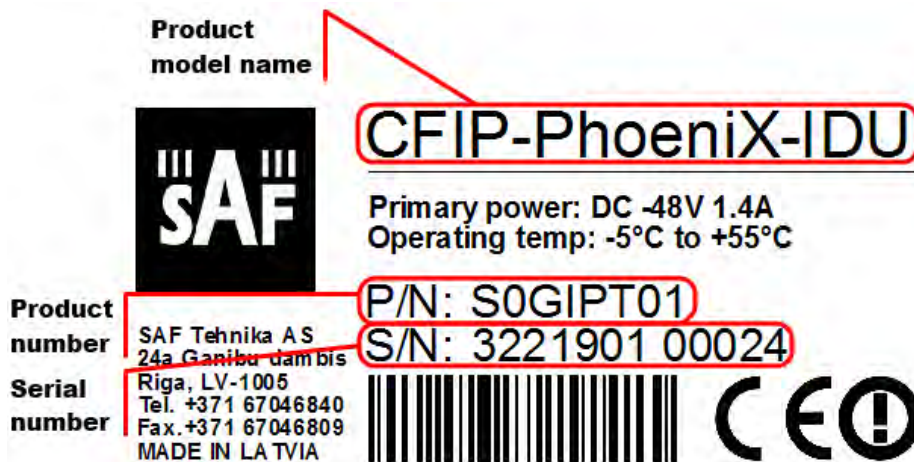 Product
model name
CFIP-PhoeniX-IDU
SAF
Primary power: DC -48V 1.4A
Operating temp: -5°C to +55°C
Product
number
P/N: S0GIPT01
S/N: 3221901 00024
Serial
number
SAF Tehnika AS
24a Ganibu dambis
Riga, LV-1005
Tel. +371 67046840
Fax.+371 67046809
MADE IN LATVIA
CE